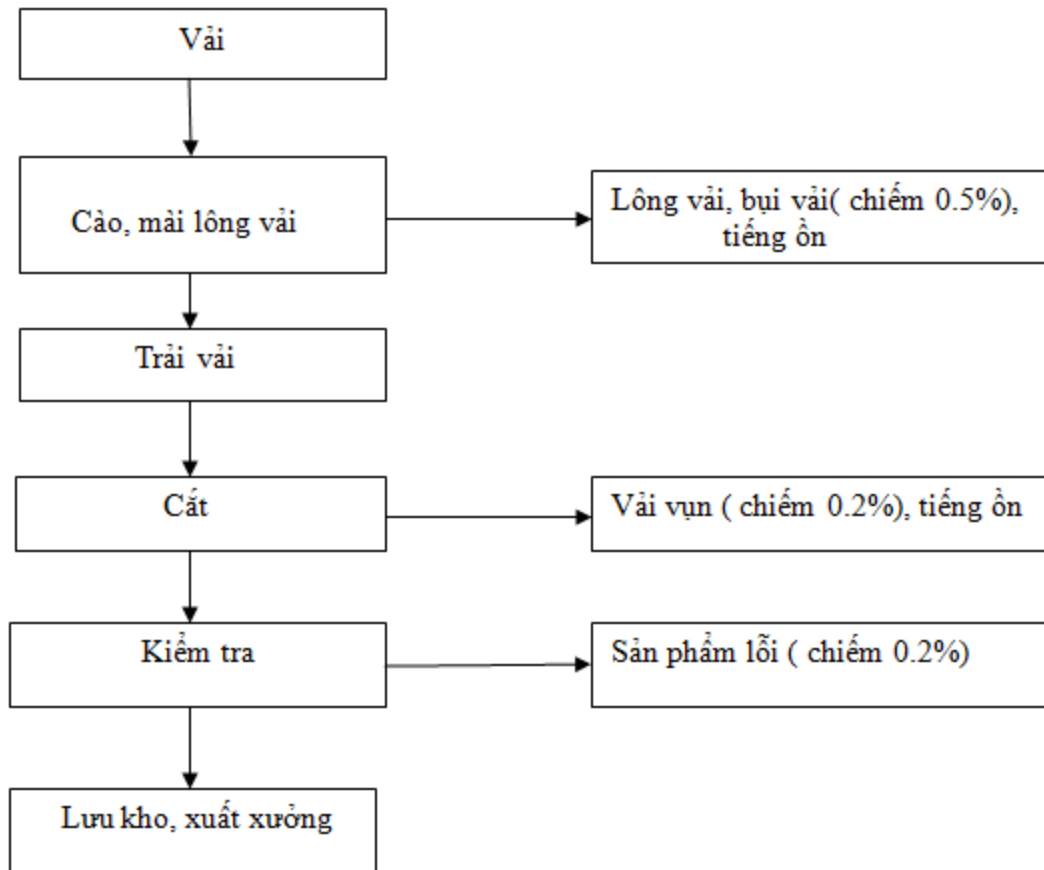 Vải
Cào, mài lông vải
Lông vải, bụi vải( chiếm 0.5%),
tiếng ồn
Trải vải
Cắt
Vải vụn ( chiếm 0.2%), tiếng ồn
Kiểm tra
Sản phẩm lỗi ( chiếm 0.2%)
Lưu kho, xuất xưởng